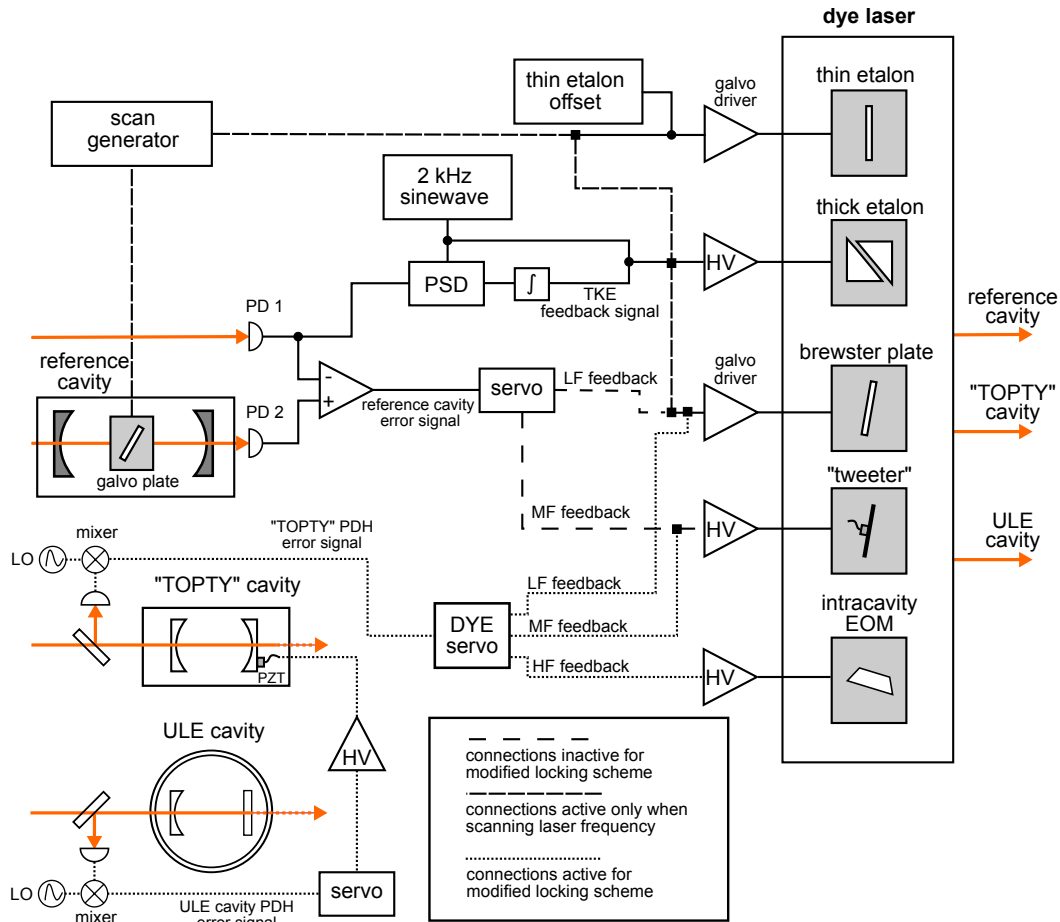 dye laser
thin etalon
offset
galvo
driver
thin etalon
scan
generator
2 kHz
sinewave
thick etalon
HV
PSD
∫
TKE
feedback signal
PD 1
reference
cavity
reference
cavity
-
+
servo
LF feedback
galvo
driver
brewster plate
reference cavity
error signal
PD 2
"TOPTY"
cavity
galvo plate
"tweeter"
MF feedback
HV
ULE
cavity
"TOPTY" PDH
error signal
mixer
LO
"TOPTY" cavity
LF feedback
DYE
servo
MF feedback
HF feedback
intracavity
EOM
HV
PZT
ULE cavity
HV
connections inactive for
modified locking scheme
connections active only when
scanning laser frequency
connections active for
modified locking scheme
LO
servo
mixer
ULE cavity PDH
error signal